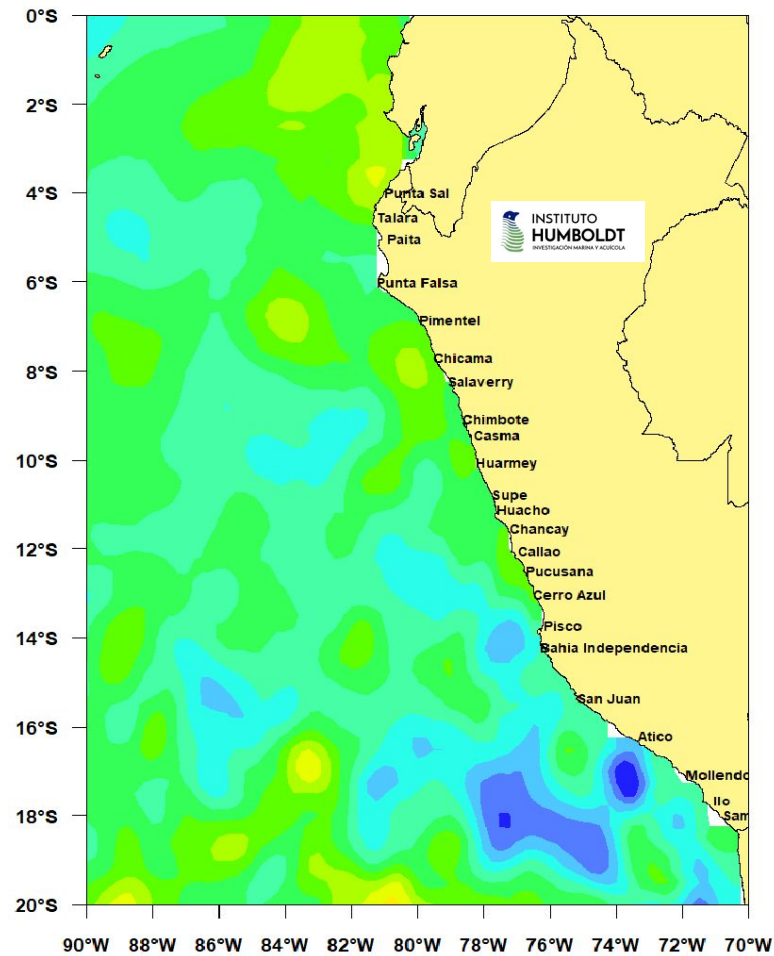 0°S
2°S
4°S
Punta Sal
INSTITUTO
Talara
HUMBOLDT
Paita
INVESTIGACIÓN MARINA Y ACUÍCOLA
6°S
Punta Falsa
Pimentel
Chicama
8°S
Salaverry
Chimbote
Casma
10°S
Huarmey
Supe
Huacho
Chancay
12°S
Callao
Pucusana
Cerro Azul
Pisco
14°S
Bahia Independencia
San Juan
16°S
Atico
Mollendo
Ilo
18°S
Sam
20°S
90°W 88°W 86°W 84°W 82°W 80°W 78°W 76°W 74°W 72°W 70°W